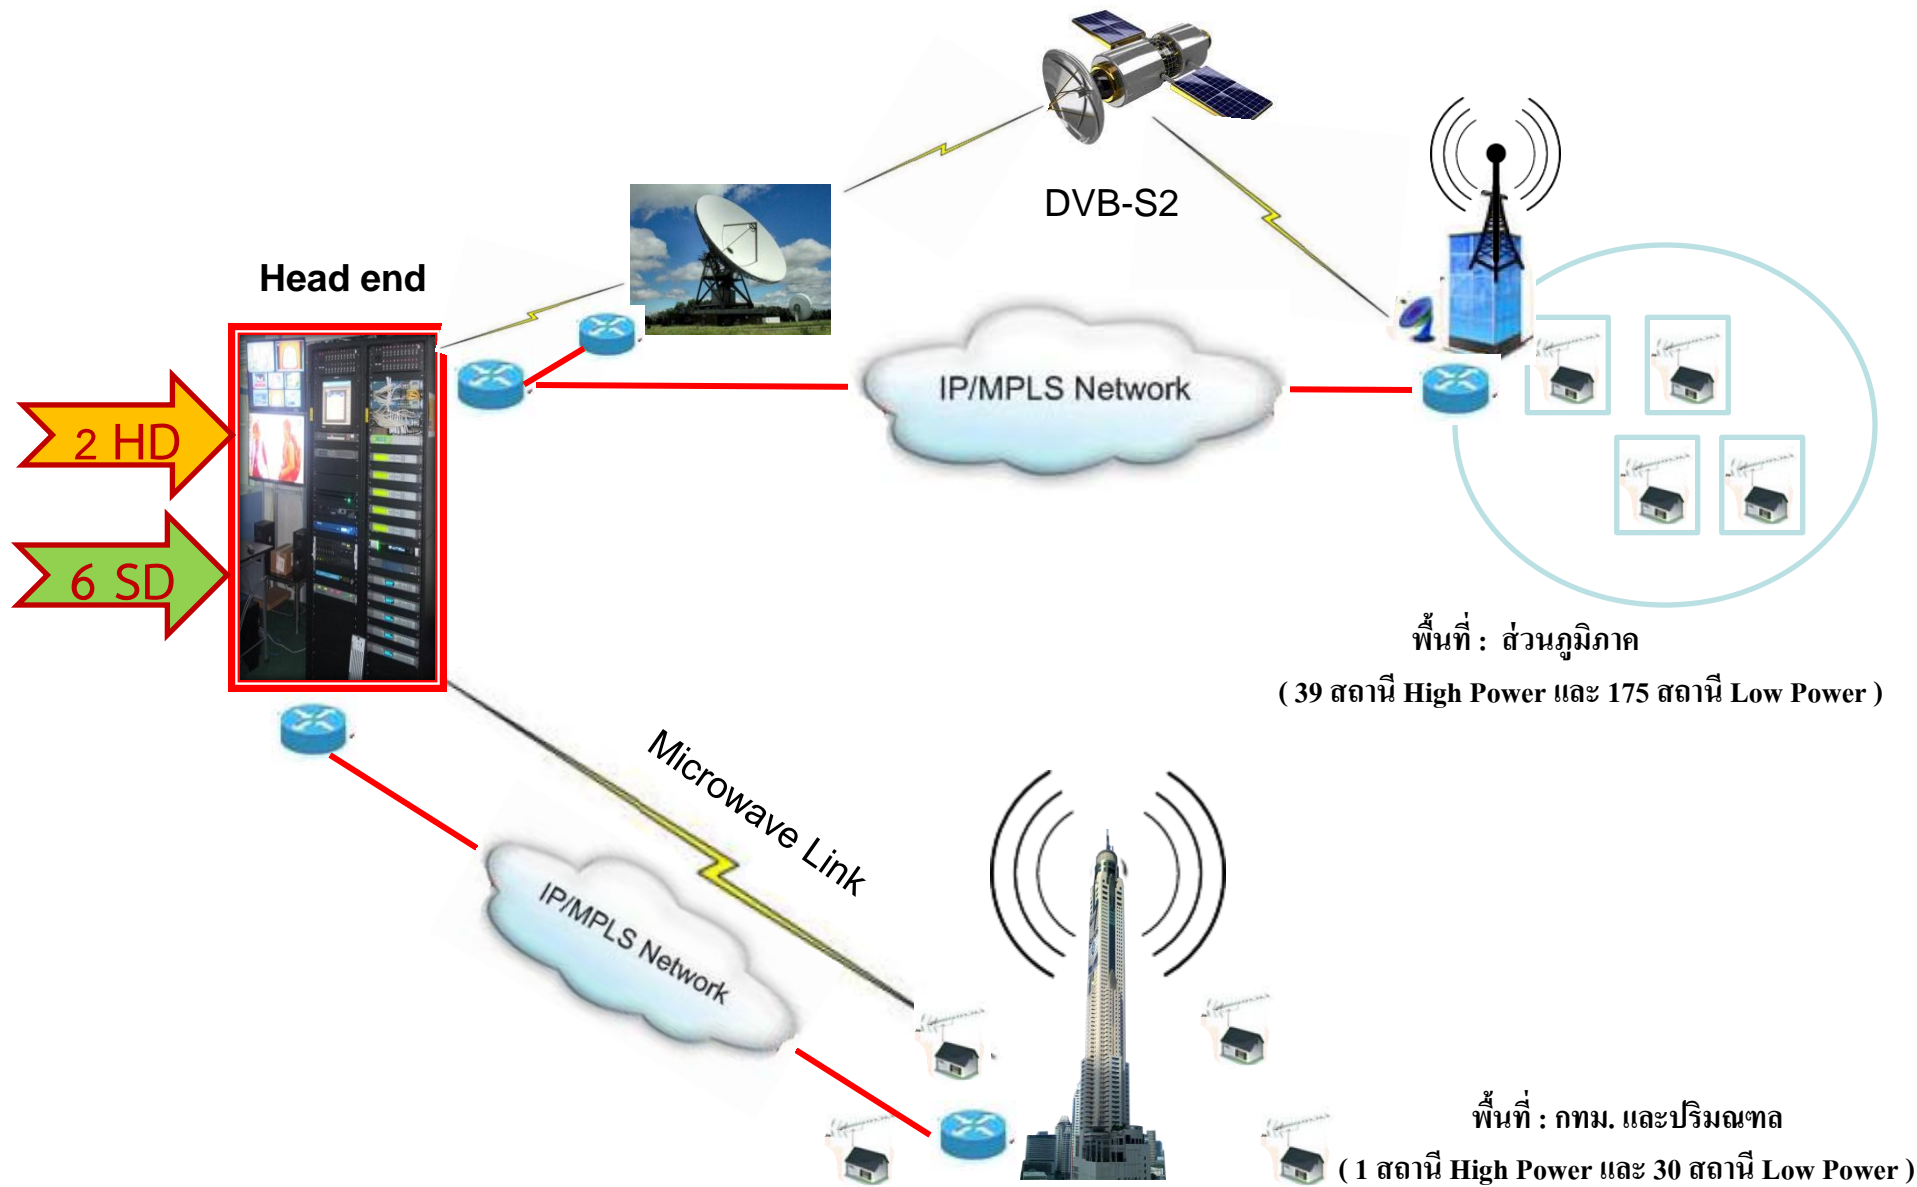 DVB-S2
Head end
IP/MPLS Network
2 HD
6 SD
พื้นที่ : ส่วนภูมิภาค
( 39 สถานี High Power และ 175 สถานี Low Power )
Microwave Link
IP/MPLS Network
พื้นที่ : กทม. และปริมณฑล
( 1 สถานี High Power และ 30 สถานี Low Power )